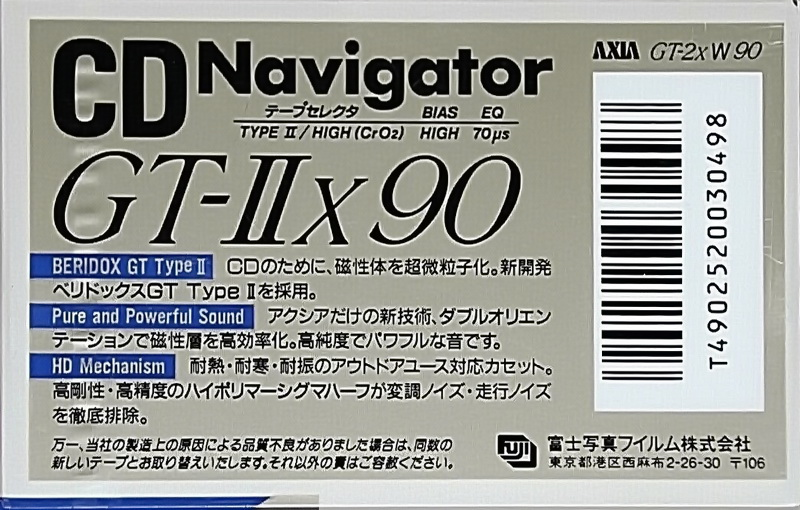 CD Navigator
AXIA GT-2x W 90
テープセレクタ BIAS EQ
TYPE II/HIGH (CrO2) HIGH 70μs
GT-IIx 90
BERIDOX GT Type II CDのために、磁性体を超微粒子化。新開発
ベリドックスGT Type IIを採用。
Pure and Powerful Sound アクシアだけの新技術、ダブルオリエン
テーションで磁性層を高効率化。高純度でパワフルな音です。
HD Mechanism 耐熱・耐寒・耐振のアウトドアユース対応カセット。
高剛性・高精度のハイポリマーシグマハーフが変調ノイズ・走行ノイズ
を徹底排除。
万一、当社の製造上の原因による品質不良がありました場合は、同数の
新しいテープとお取り替えいたします。それ以外の責はご容赦ください。
FUJI 富士写真フイルム株式会社
東京都港区西麻布2-26-30 〒106
T4902520030498